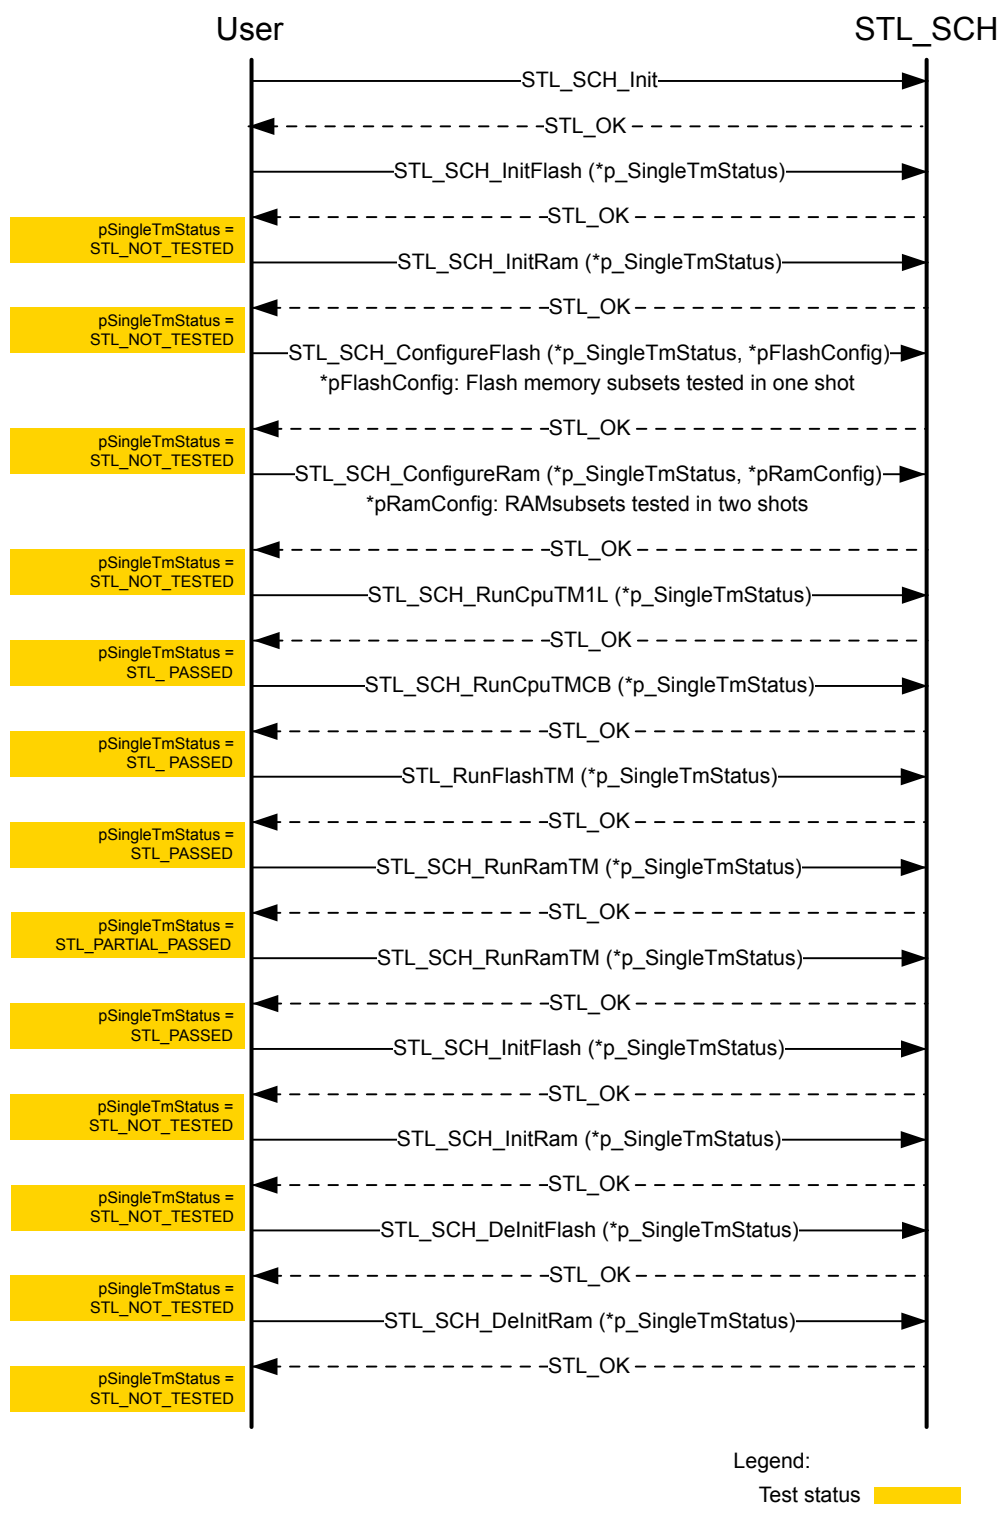 User
STL_SCH
STL_SCH_Init
STL_OK
STL_SCH_InitFlash (*p_SingleTmStatus)
STL_OK
pSingleTmStatus =
STL_NOT_TESTED
STL_SCH_InitRam (*p_SingleTmStatus)
STL_OK
pSingleTmStatus =
STL_NOT_TESTED
STL_SCH_ConfigureFlash (*p_SingleTmStatus, *pFlashConfig)
*pFlashConfig: Flash memory subsets tested in one shot
STL_OK
pSingleTmStatus =
STL_NOT_TESTED
STL_SCH_ConfigureRam (*p_SingleTmStatus, *pRamConfig)
*pRamConfig: RAMsubsets tested in two shots
STL_OK
pSingleTmStatus =
STL_NOT_TESTED
STL_SCH_RunCpuTM1L (*p_SingleTmStatus)
STL_OK
pSingleTmStatus =
STL_ PASSED
STL_SCH_RunCpuTMCB (*p_SingleTmStatus)
STL_OK
pSingleTmStatus =
STL_ PASSED
STL_RunFlashTM (*p_SingleTmStatus)
STL_OK
pSingleTmStatus =
STL_PASSED
STL_SCH_RunRamTM (*p_SingleTmStatus)
STL_OK
pSingleTmStatus =
STL_PARTIAL_PASSED
STL_SCH_RunRamTM (*p_SingleTmStatus)
STL_OK
pSingleTmStatus =
STL_PASSED
STL_SCH_InitFlash (*p_SingleTmStatus)
STL_OK
pSingleTmStatus =
STL_NOT_TESTED
STL_SCH_InitRam (*p_SingleTmStatus)
STL_OK
pSingleTmStatus =
STL_NOT_TESTED
STL_SCH_DeInitFlash (*p_SingleTmStatus)
STL_OK
pSingleTmStatus =
STL_NOT_TESTED
STL_SCH_DeInitRam (*p_SingleTmStatus)
STL_OK
pSingleTmStatus =
STL_NOT_TESTED
Legend:
Test status